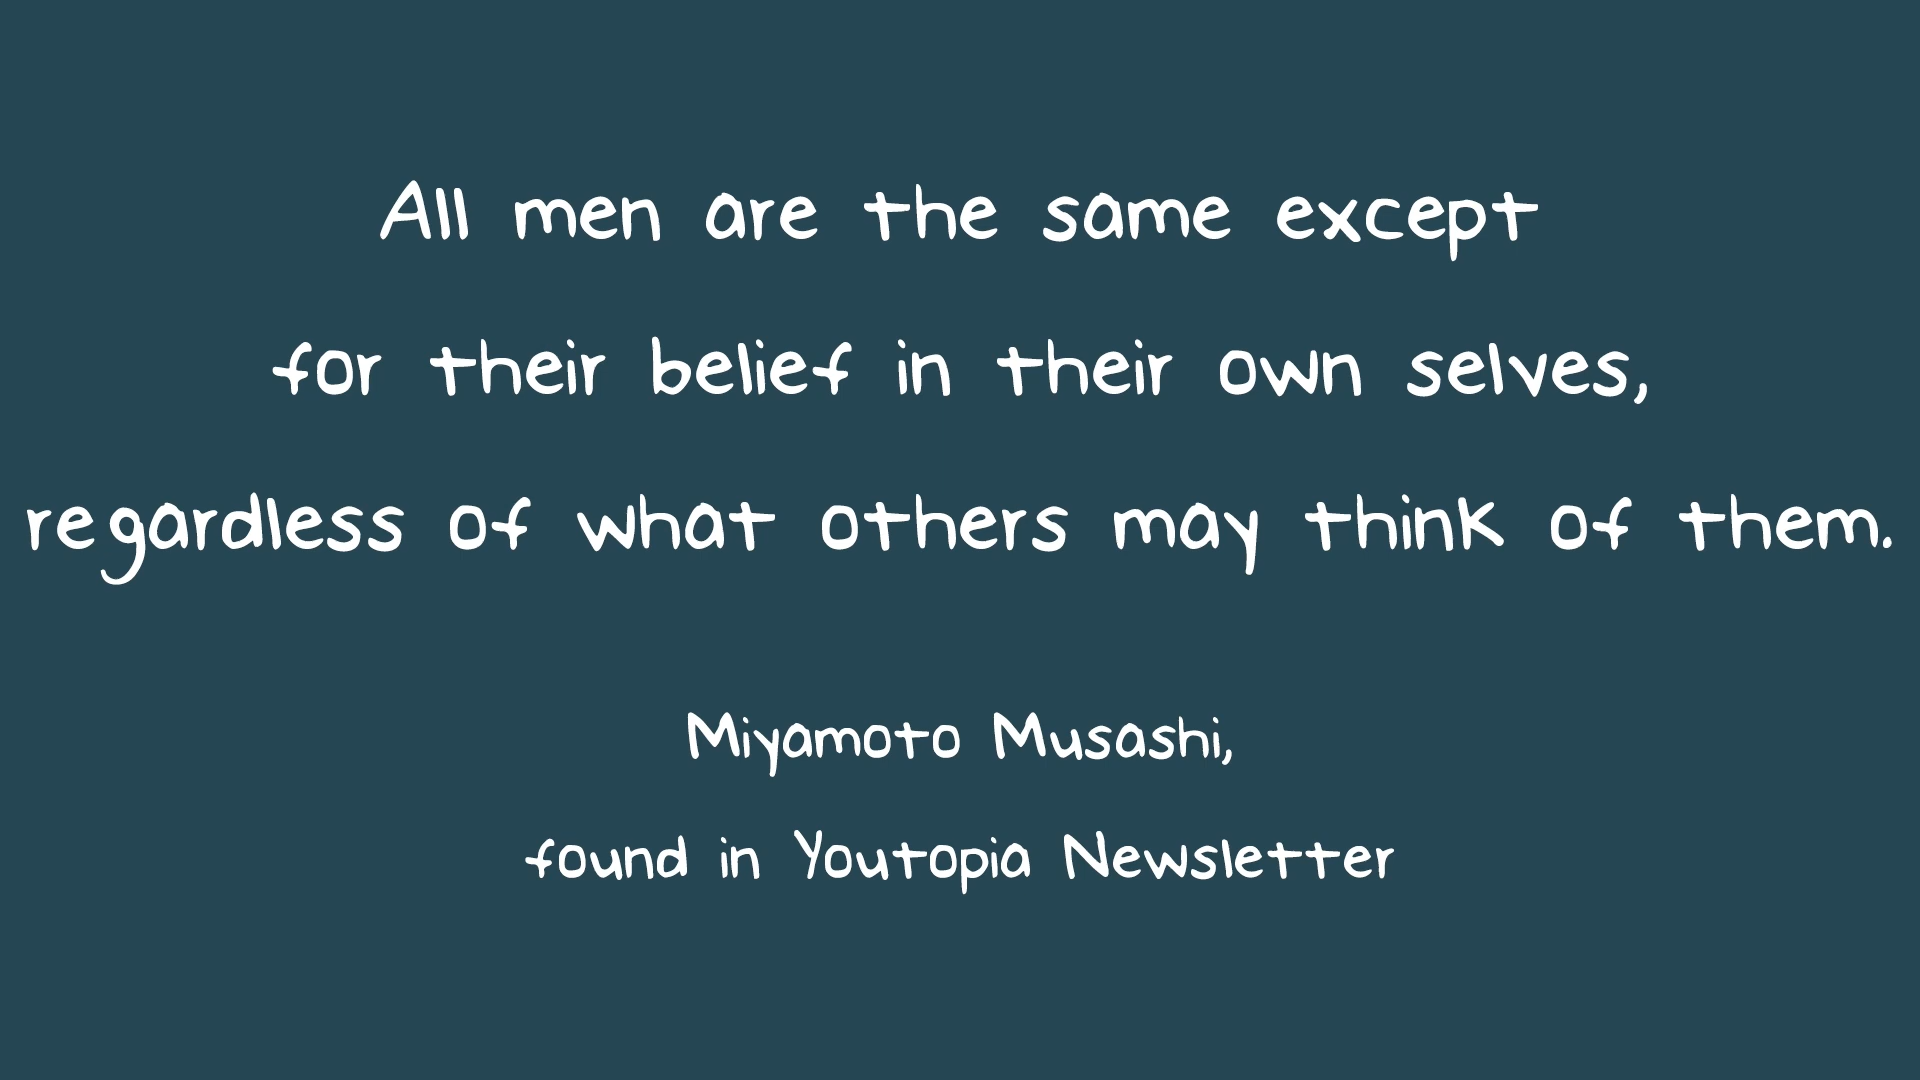 All men are the same except
for their belief in their own selves,
regardless of what others may think of them.
Miyamoto Musashi,
found in Youtopia Newsletter